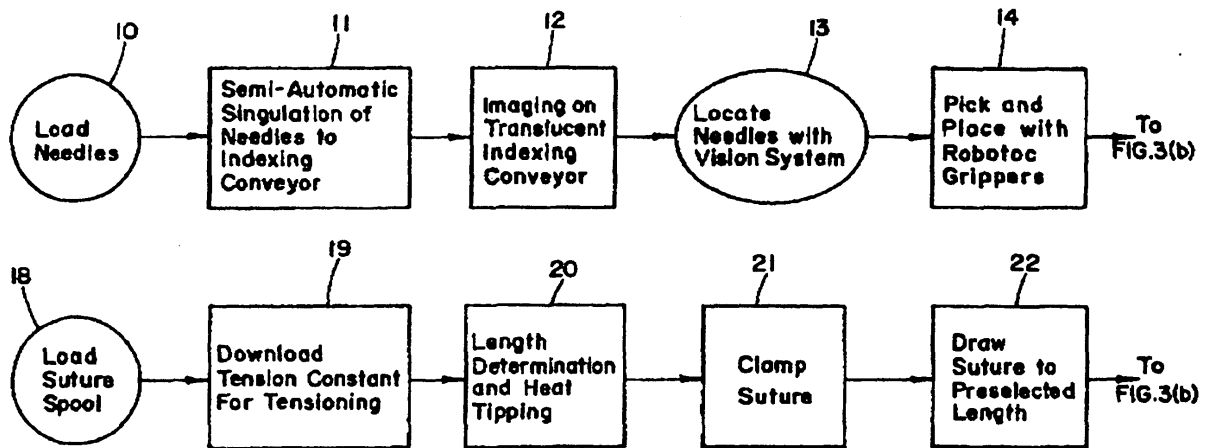 10
11
12
13
14
Load
Needles
Semi-Automatic
Singulation of
Needles to
Indexing
Conveyor
Imaging on
Translucent
Indexing
Conveyor
Locate
Needles with
Vision System
Pick and
Place with
Robotoc
Grippers
To
FIG.3(b)
18
19
20
21
22
Load
Suture
Spool
Download
Tension Constant
For Tensioning
Length
Determination
and Heat
Tipping
Clamp
Suture
Draw
Suture to
Preselected
Length
To
FIG.3(b)